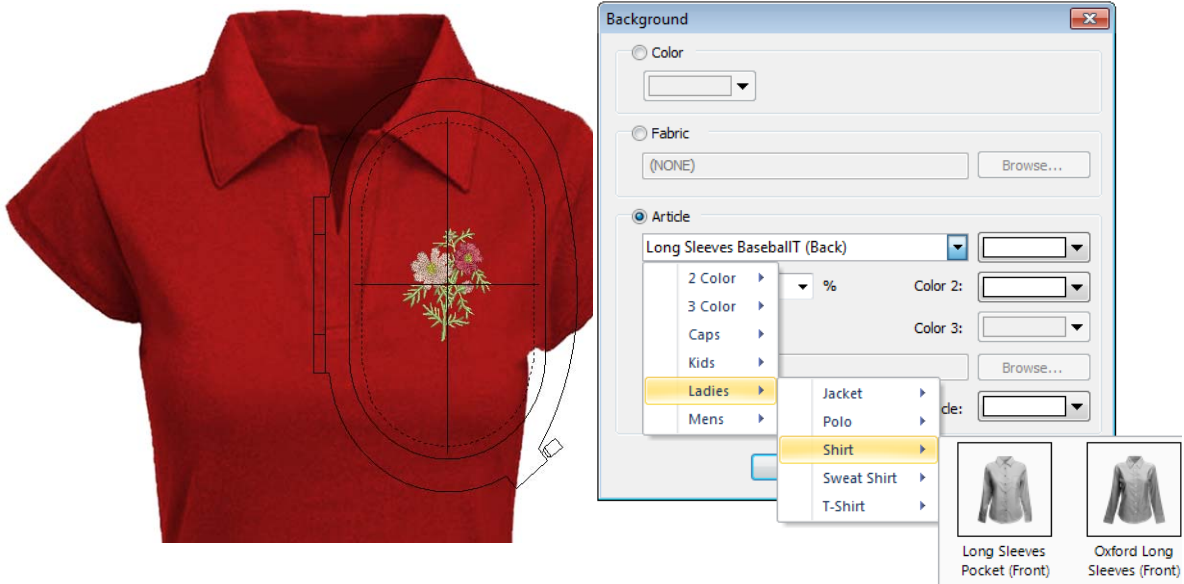 Background
Color
Fabric
(NONE)
Browse...
Article
Long Sleeves BaseballT (Back)
2 Color
%
Color 2:
3 Color
Color 3:
Caps
Kids
Browse...
Ladies
Jacket
Mens
Polo
Shirt
Sweat Shirt
T-Shirt
Long Sleeves
Pocket (Front)
Oxford Long
Sleeves (Front)